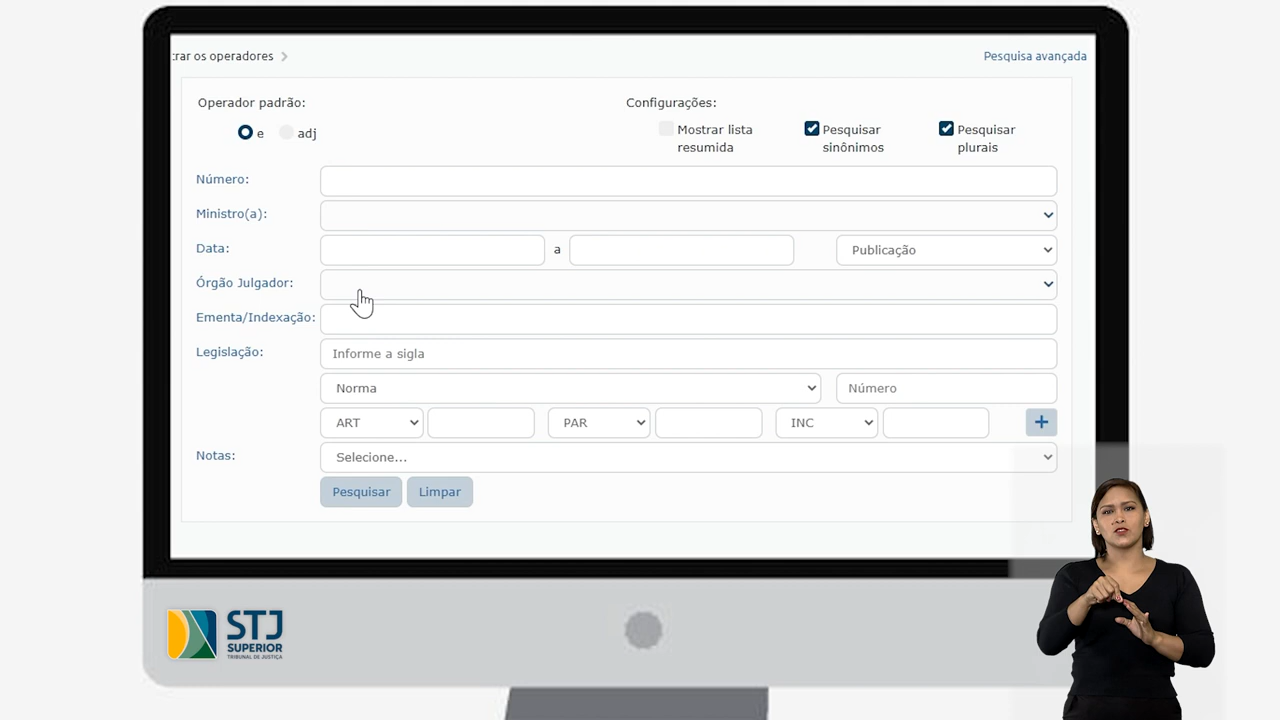 trar os operadores
Pesquisa avançada
Operador padrão:
e adj
Configurações:
Mostrar lista resumida
Pesquisar sinônimos
Pesquisar plurais
Número:
Ministro(a):
Data: a Publicação
Órgão Julgador:
Ementa/Indexação:
Legislação: Informe a sigla
Norma Número
ART PAR INC +
Notas: Selecione...
Pesquisar Limpar
STJ
SUPERIOR
TRIBUNAL DE JUSTIÇA